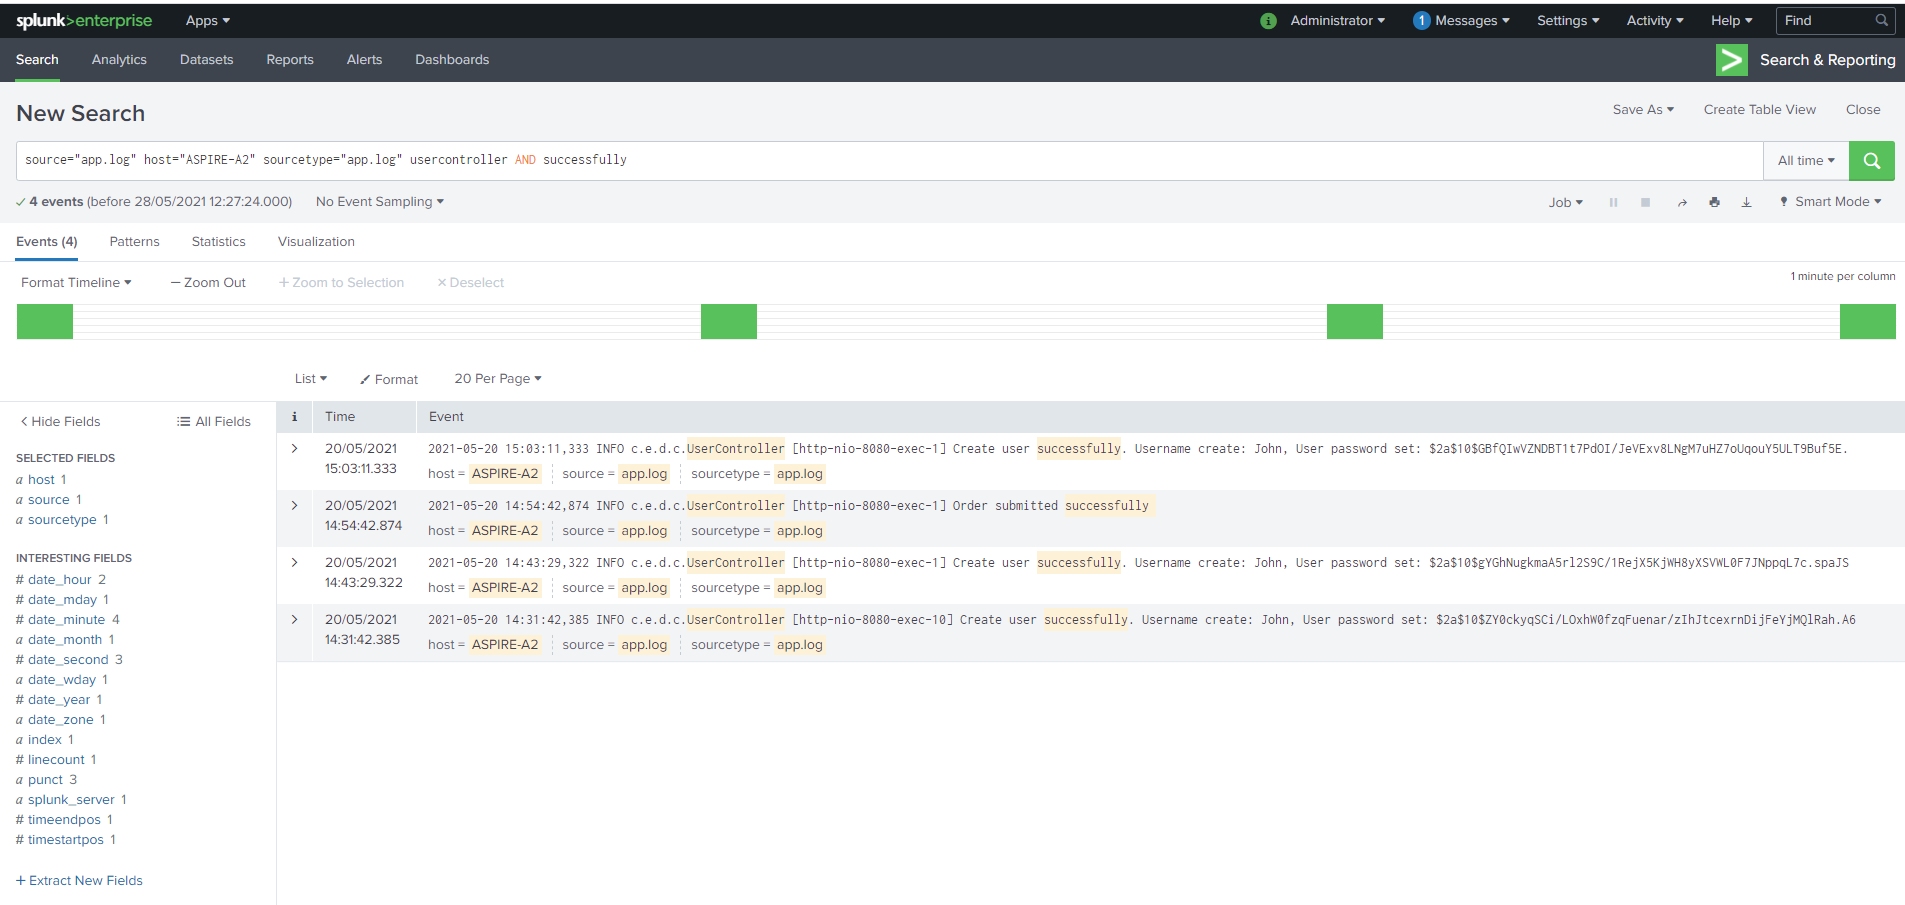 splunk>enterprise Apps ▾ i Administrator ▾ 1 Messages ▾ Settings ▾ Activity ▾ Help ▾ Find
Search Analytics Datasets Reports Alerts Dashboards > Search & Reporting
New Search Save As ▾ Create Table View Close
source="app.log" host="ASPIRE-A2" sourcetype="app.log" usercontroller AND successfully All time ▾
✓ 4 events (before 28/05/2021 12:27:24.000) No Event Sampling ▾ Job ▾ Smart Mode ▾
Events (4) Patterns Statistics Visualization
Format Timeline ▾ — Zoom Out + Zoom to Selection × Deselect 1 minute per column
List ▾ Format 20 Per Page ▾
< Hide Fields All Fields
SELECTED FIELDS
a host 1
a source 1
a sourcetype 1
INTERESTING FIELDS
# date_hour 2
# date_mday 1
# date_minute 4
a date_month 1
# date_second 3
a date_wday 1
# date_year 1
a date_zone 1
a index 1
# linecount 1
a punct 3
a splunk_server 1
# timeendpos 1
# timestartpos 1
+ Extract New Fields
i Time Event
> 20/05/2021 15:03:11.333
2021-05-20 15:03:11,333 INFO c.e.d.c.UserController [http-nio-8080-exec-1] Create user successfully. Username create: John, User password set: $2a$10$GBfQIwVZNDBT1t7PdOI/JeVExv8LNgM7uHZ7oUqouY5ULT9Buf5E.
host = ASPIRE-A2 source = app.log sourcetype = app.log
> 20/05/2021 14:54:42.874
2021-05-20 14:54:42,874 INFO c.e.d.c.UserController [http-nio-8080-exec-1] Order submitted successfully
host = ASPIRE-A2 source = app.log sourcetype = app.log
> 20/05/2021 14:43:29.322
2021-05-20 14:43:29,322 INFO c.e.d.c.UserController [http-nio-8080-exec-1] Create user successfully. Username create: John, User password set: $2a$10$gYGhNugkmaA5rl2S9C/1RejX5KjWH8yXSVWL0F7JNppqL7c.spaJS
host = ASPIRE-A2 source = app.log sourcetype = app.log
> 20/05/2021 14:31:42.385
2021-05-20 14:31:42,385 INFO c.e.d.c.UserController [http-nio-8080-exec-10] Create user successfully. Username create: John, User password set: $2a$10$ZY0ckyqSCi/LOxhW0fzqFuenar/zIhJtcexrnDijFeYjMQlRah.A6
host = ASPIRE-A2 source = app.log sourcetype = app.log